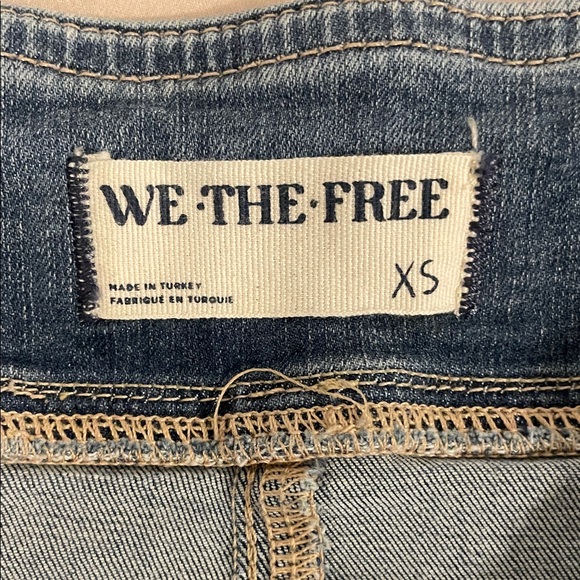 WE·THE·FREE
XS
MADE IN TURKEY
FABRIQUÉ EN TURQUIE